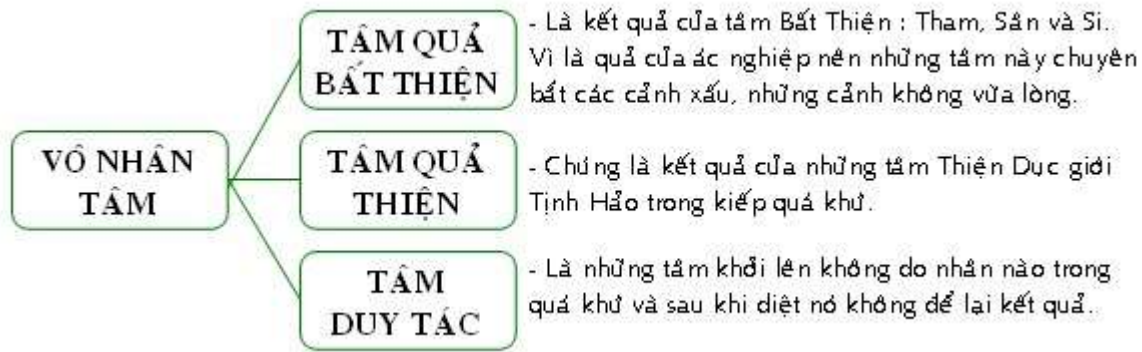 VÔ NHÂN
TÂM
TÂM QUẢ
BẤT THIỆN
- Là kết quả của tâm Bất Thiện : Tham, Sân và Si.
Vì là quả của ác nghiệp nên những tâm này chuyên
bắt các cảnh xấu, những cảnh không vừa lòng.
TÂM QUẢ
THIỆN
- Chúng là kết quả của những tâm Thiện Dục giới
Tịnh Hảo trong kiếp quá khứ.
TÂM
DUY TÁC
- Là những tâm khởi lên không do nhân nào trong
quá khứ và sau khi diệt nó không để lại kết quả.